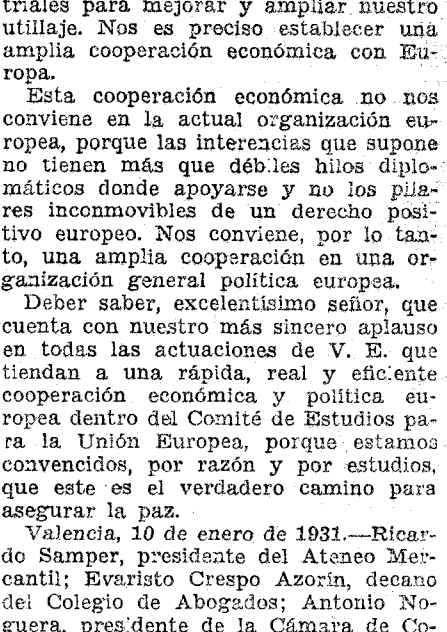 triales para mejorar y ampliar nuestro
utillaje. Nos es preciso establecer una
amplia cooperación económica con Eu-
ropa.
Esta cooperación económica no nos
conviene en la actual organización eu-
ropea, porque las interencias que supone
no tienen más que débiles hilos diplo-
máticos donde apoyarse y no los pila-
res inconmovibles de un derecho posi-
tivo europeo. Nos conviene, por lo tan-
to, una amplia cooperación en una or-
ganización general política europea.
Deber saber, excelentísimo señor, que
cuenta con nuestro más sincero aplauso
en todas las actuaciones de V. E. que
tiendan a una rápida, real y eficiente
cooperación económica y política eu-
ropea dentro del Comité de Estudios pa-
ra la Unión Europea, porque estamos
convencidos, por razón y por estudios,
que este es el verdadero camino para
asegurar la paz.
Valencia, 10 de enero de 1931.—Ricar-
do Samper, presidente del Ateneo Mer-
cantil; Evaristo Crespo Azorín, decano
del Colegio de Abogados; Antonio No-
guera, presidente de la Cámara de Co-